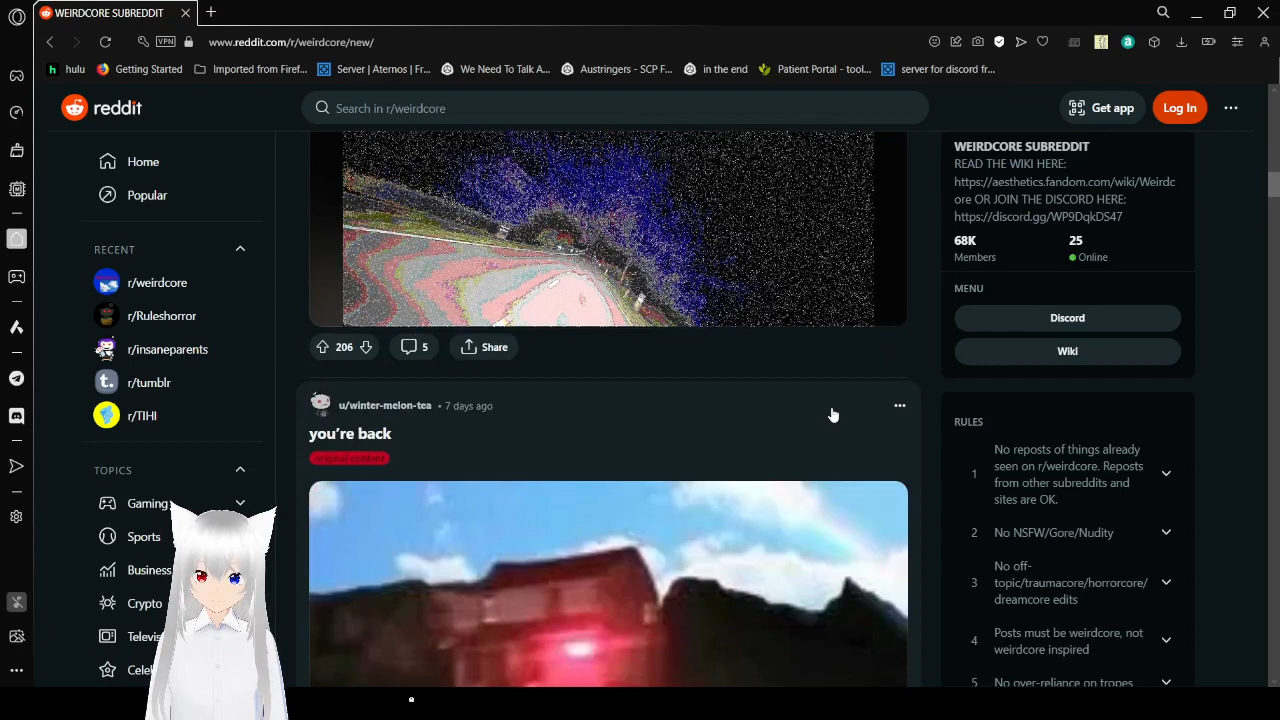 WEIRDCORE SUBREDDIT
VPN
www.reddit.com/r/weirdcore/new/
hulu
Getting Started
Imported from Firef...
Server | Aternos | Fr...
We Need To Talk A...
Austringers - SCP F...
in the end
Patient Portal - tool...
server for discord fr...
reddit
Search in r/weirdcore
Get app
Log In
Home
Popular
RECENT
r/weirdcore
r/Ruleshorror
r/insaneparents
r/tumblr
r/TIHI
TOPICS
Gaming
Sports
Business
Crypto
Televis
Celeb
206
5
Share
u/winter-melon-tea • 7 days ago
you're back
original content
WEIRDCORE SUBREDDIT
READ THE WIKI HERE:
https://aesthetics.fandom.com/wiki/Weirdc
ore OR JOIN THE DISCORD HERE:
https://discord.gg/WP9DqkDS47
68K
25
Members
Online
MENU
Discord
Wiki
RULES
1
No reposts of things already
seen on r/weirdcore. Reposts
from other subreddits and
sites are OK.
2 No NSFW/Gore/Nudity
3
No off-
topic/traumacore/horrorcore/
dreamcore edits
4
Posts must be weirdcore, not
weirdcore inspired
5 No over-reliance on tropes